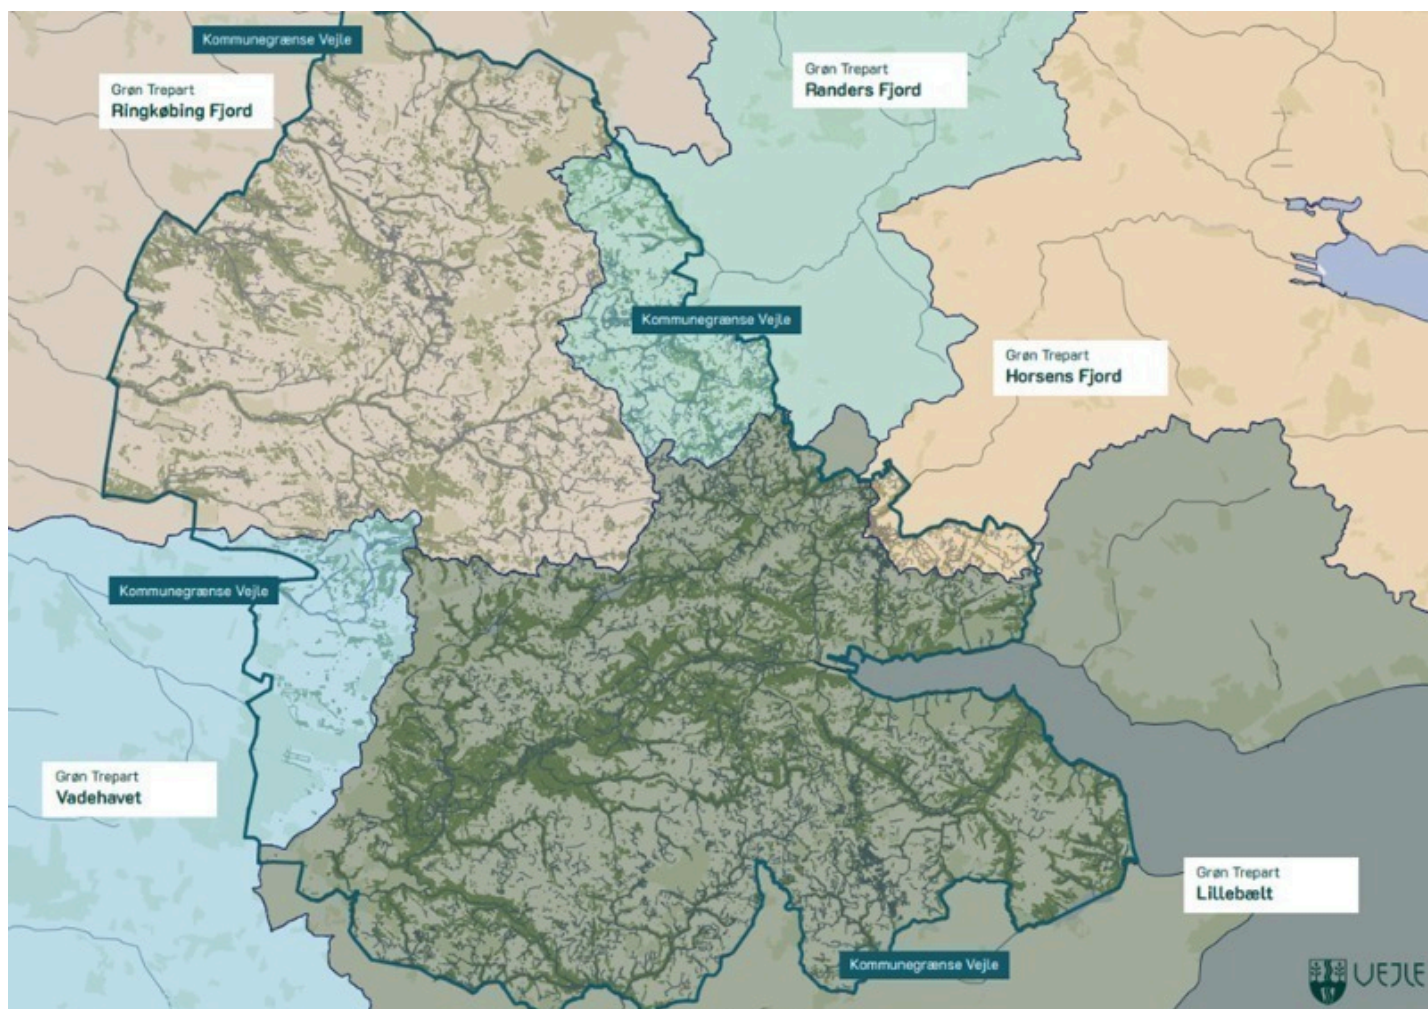 Kommunegrænse Vejle
Grøn Trepart
Ringkøbing Fjord
Grøn Trepart
Randers Fjord
Kommunegrænse Vejle
Grøn Trepart
Horsens Fjord
Kommunegrænse Vejle
Grøn Trepart
Vadehavet
Grøn Trepart
Lillebælt
Kommunegrænse Vejle
VEJLE